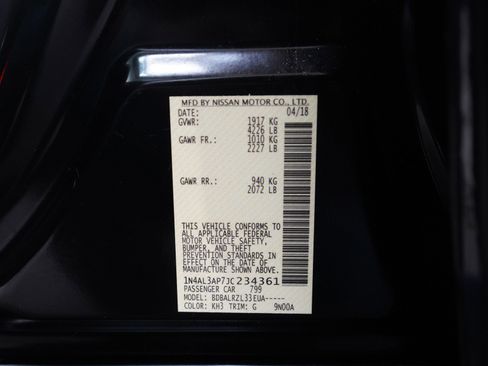 MFD BY NISSAN MOTOR CO., LTD.
DATE: 04/18
GVWR: 1917 KG
4226 LB
GAWR FR.: 1010 KG
2227 LB
GAWR RR.: 940 KG
2072 LB
THIS VEHICLE CONFORMS TO
ALL APPLICABLE FEDERAL
MOTOR VEHICLE SAFETY,
BUMPER, AND THEFT
PREVENTION STANDARDS IN
EFFECT ON THE DATE OF
MANUFACTURE SHOWN ABOVE.
1N4AL3AP7JC234361
PASSENGER CAR 799
MODEL: BDBALRZL33EUA-----
COLOR: KH3 TRIM: G 9N00A